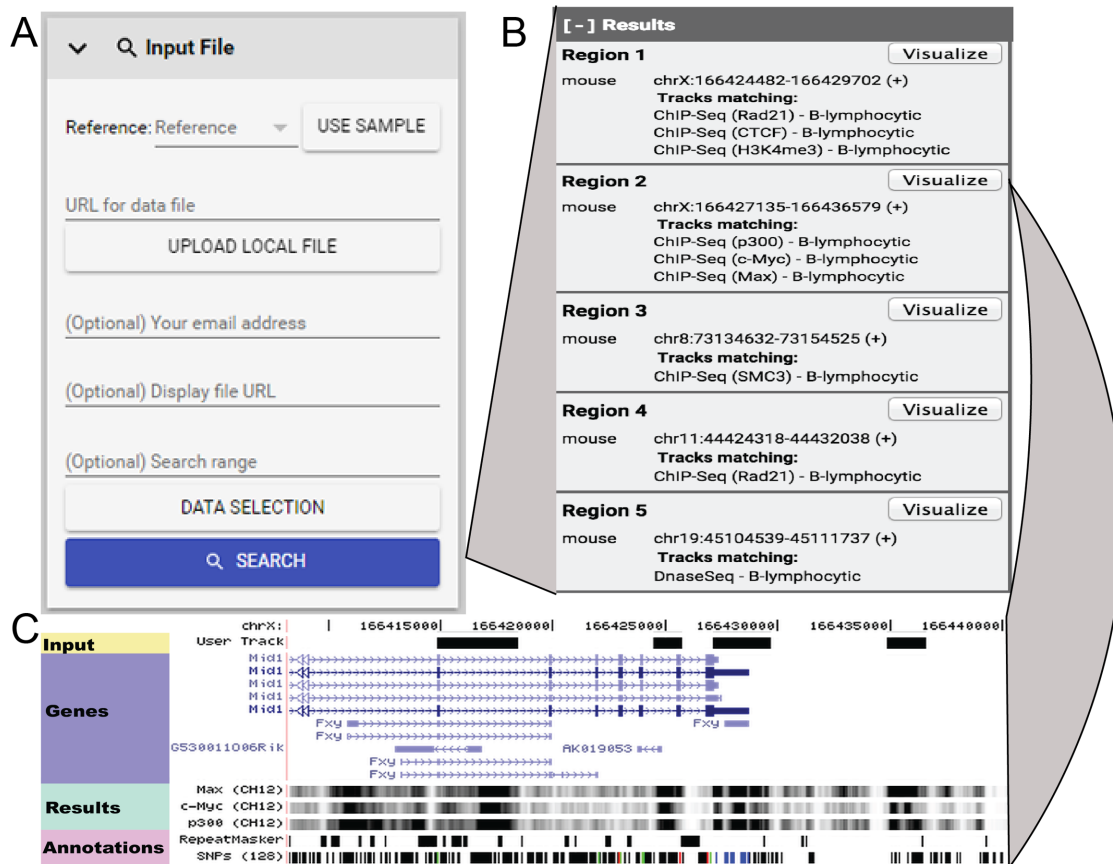 A
Input File
Reference: Reference
USE SAMPLE
URL for data file
UPLOAD LOCAL FILE
(Optional) Your email address
(Optional) Display file URL
(Optional) Search range
DATA SELECTION
SEARCH
B
[-] Results
Region 1
Visualize
mouse chrX:166424482-166429702 (+)
Tracks matching:
ChIP-Seq (Rad21) - B-lymphocytic
ChIP-Seq (CTCF) - B-lymphocytic
ChIP-Seq (H3K4me3) - B-lymphocytic
Region 2
Visualize
mouse chrX:166427135-166436579 (+)
Tracks matching:
ChIP-Seq (p300) - B-lymphocytic
ChIP-Seq (c-Myc) - B-lymphocytic
ChIP-Seq (Max) - B-lymphocytic
Region 3
Visualize
mouse chr8:73134632-73154525 (+)
Tracks matching:
ChIP-Seq (SMC3) - B-lymphocytic
Region 4
Visualize
mouse chr11:44424318-44432038 (+)
Tracks matching:
ChIP-Seq (Rad21) - B-lymphocytic
Region 5
Visualize
mouse chr19:45104539-45111737 (+)
Tracks matching:
DnaseSeq - B-lymphocytic
C
chrX: 166415000 166420000 166425000 166430000 166435000 166440000
Input
User Track
Genes
Mid1
Mid1
Mid1
Mid1
Mid1
Fxy Fxy
Fxy
G530011O06Rik AK019053
Fxy
Fxy
Results
Max (CH12)
c-Myc (CH12)
p300 (CH12)
Annotations
RepeatMasker
SNPs (128)